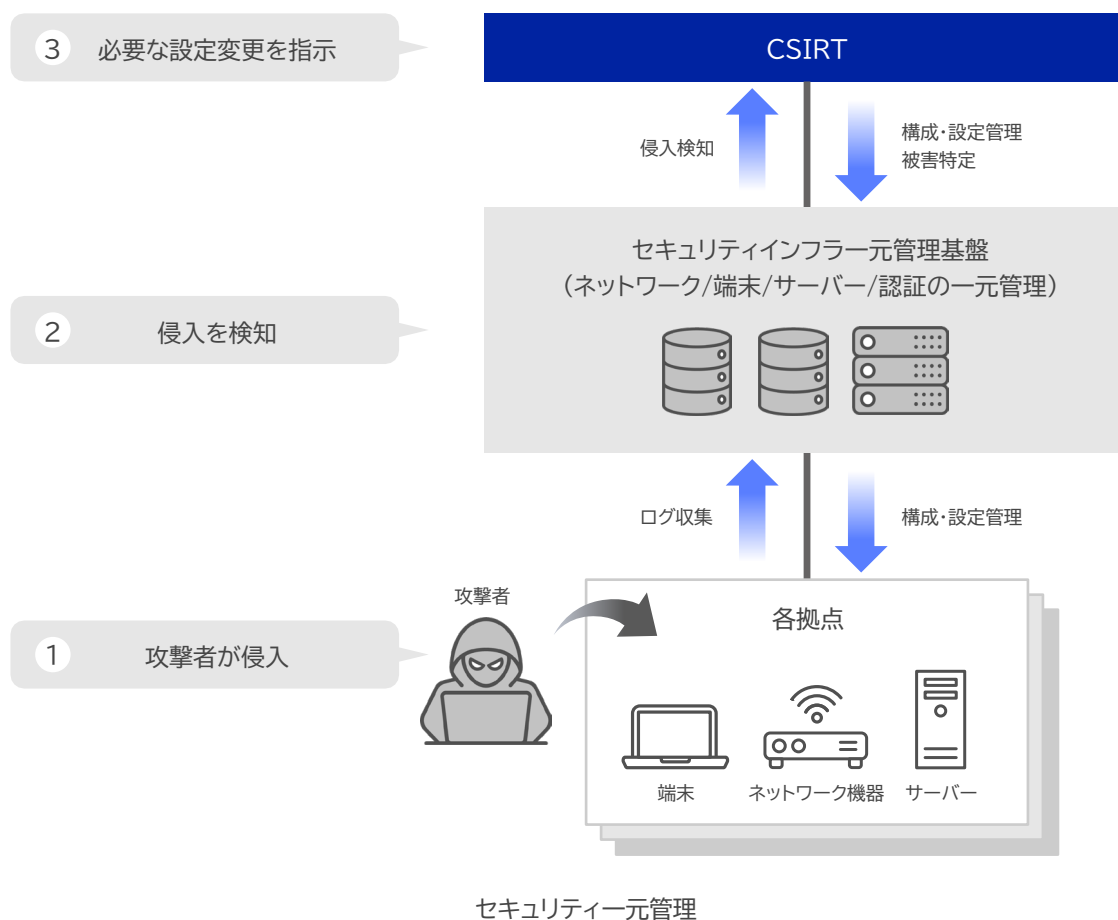 3 必要な設定変更を指示
CSIRT
侵入検知
構成・設定管理
被害特定
セキュリティインフラ一元管理基盤
（ネットワーク/端末/サーバー/認証の一元管理）
2 侵入を検知
ログ収集
構成・設定管理
攻撃者
各拠点
1 攻撃者が侵入
端末
ネットワーク機器
サーバー
セキュリティ一元管理